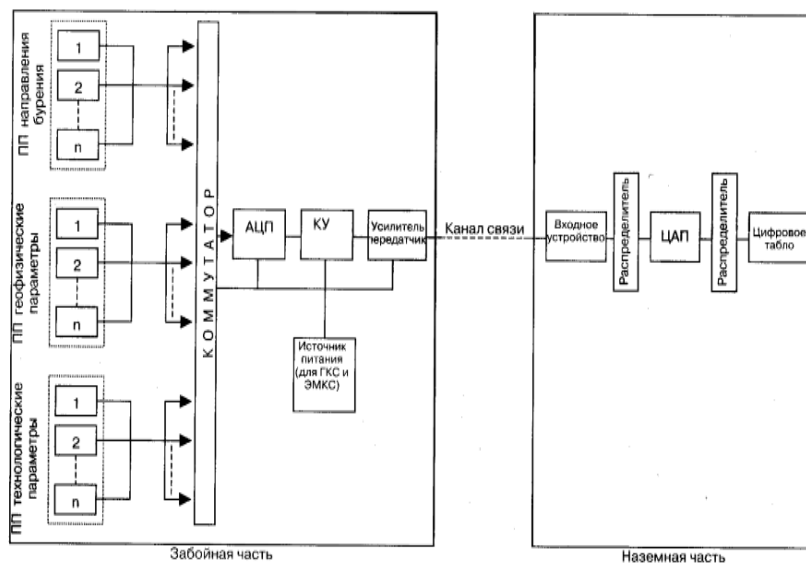 ПП направления
бурения
1
2
n
ПП геофизические
параметры
1
2
n
ПП технологические
параметры
1
2
n
КОММУТАТОР
АЦП
КУ
Усилитель
передатчик
Источник
питания
(для ГКС и
ЭМКС)
Канал связи
Входное
устройство
Распределитель
ЦАП
Распределитель
Цифровое
табло
Забойная часть
Наземная часть